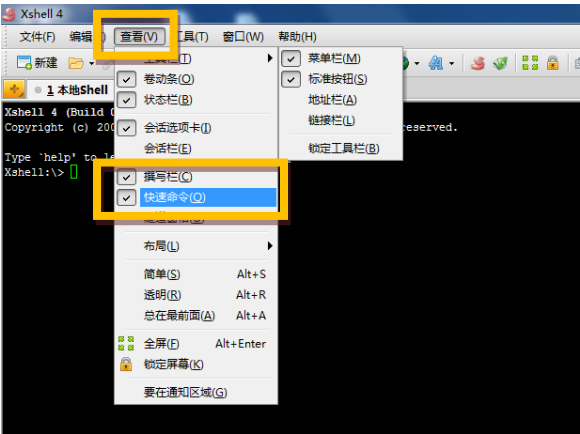 Xshell 4
文件(F) 编辑 查看(V) 工具(T) 窗口(W) 帮助(H)
新建
1 本地Shell
工具栏(T)
卷动条(O)
状态栏(B)
会话选项卡(I)
会话栏(E)
撰写栏(C)
快速命令(Q)
布局(L)
简单(S) Alt+S
透明(R) Alt+R
总在最前面(A) Alt+A
全屏(F) Alt+Enter
锁定屏幕(K)
要在通知区域(G)
菜单栏(M)
标准按钮(S)
地址栏(A)
链接栏(L)
锁定工具栏(B)
Xshell 4 (Build
Copyright (c) 200 eserved.
Type `help' to le
Xshell:\>